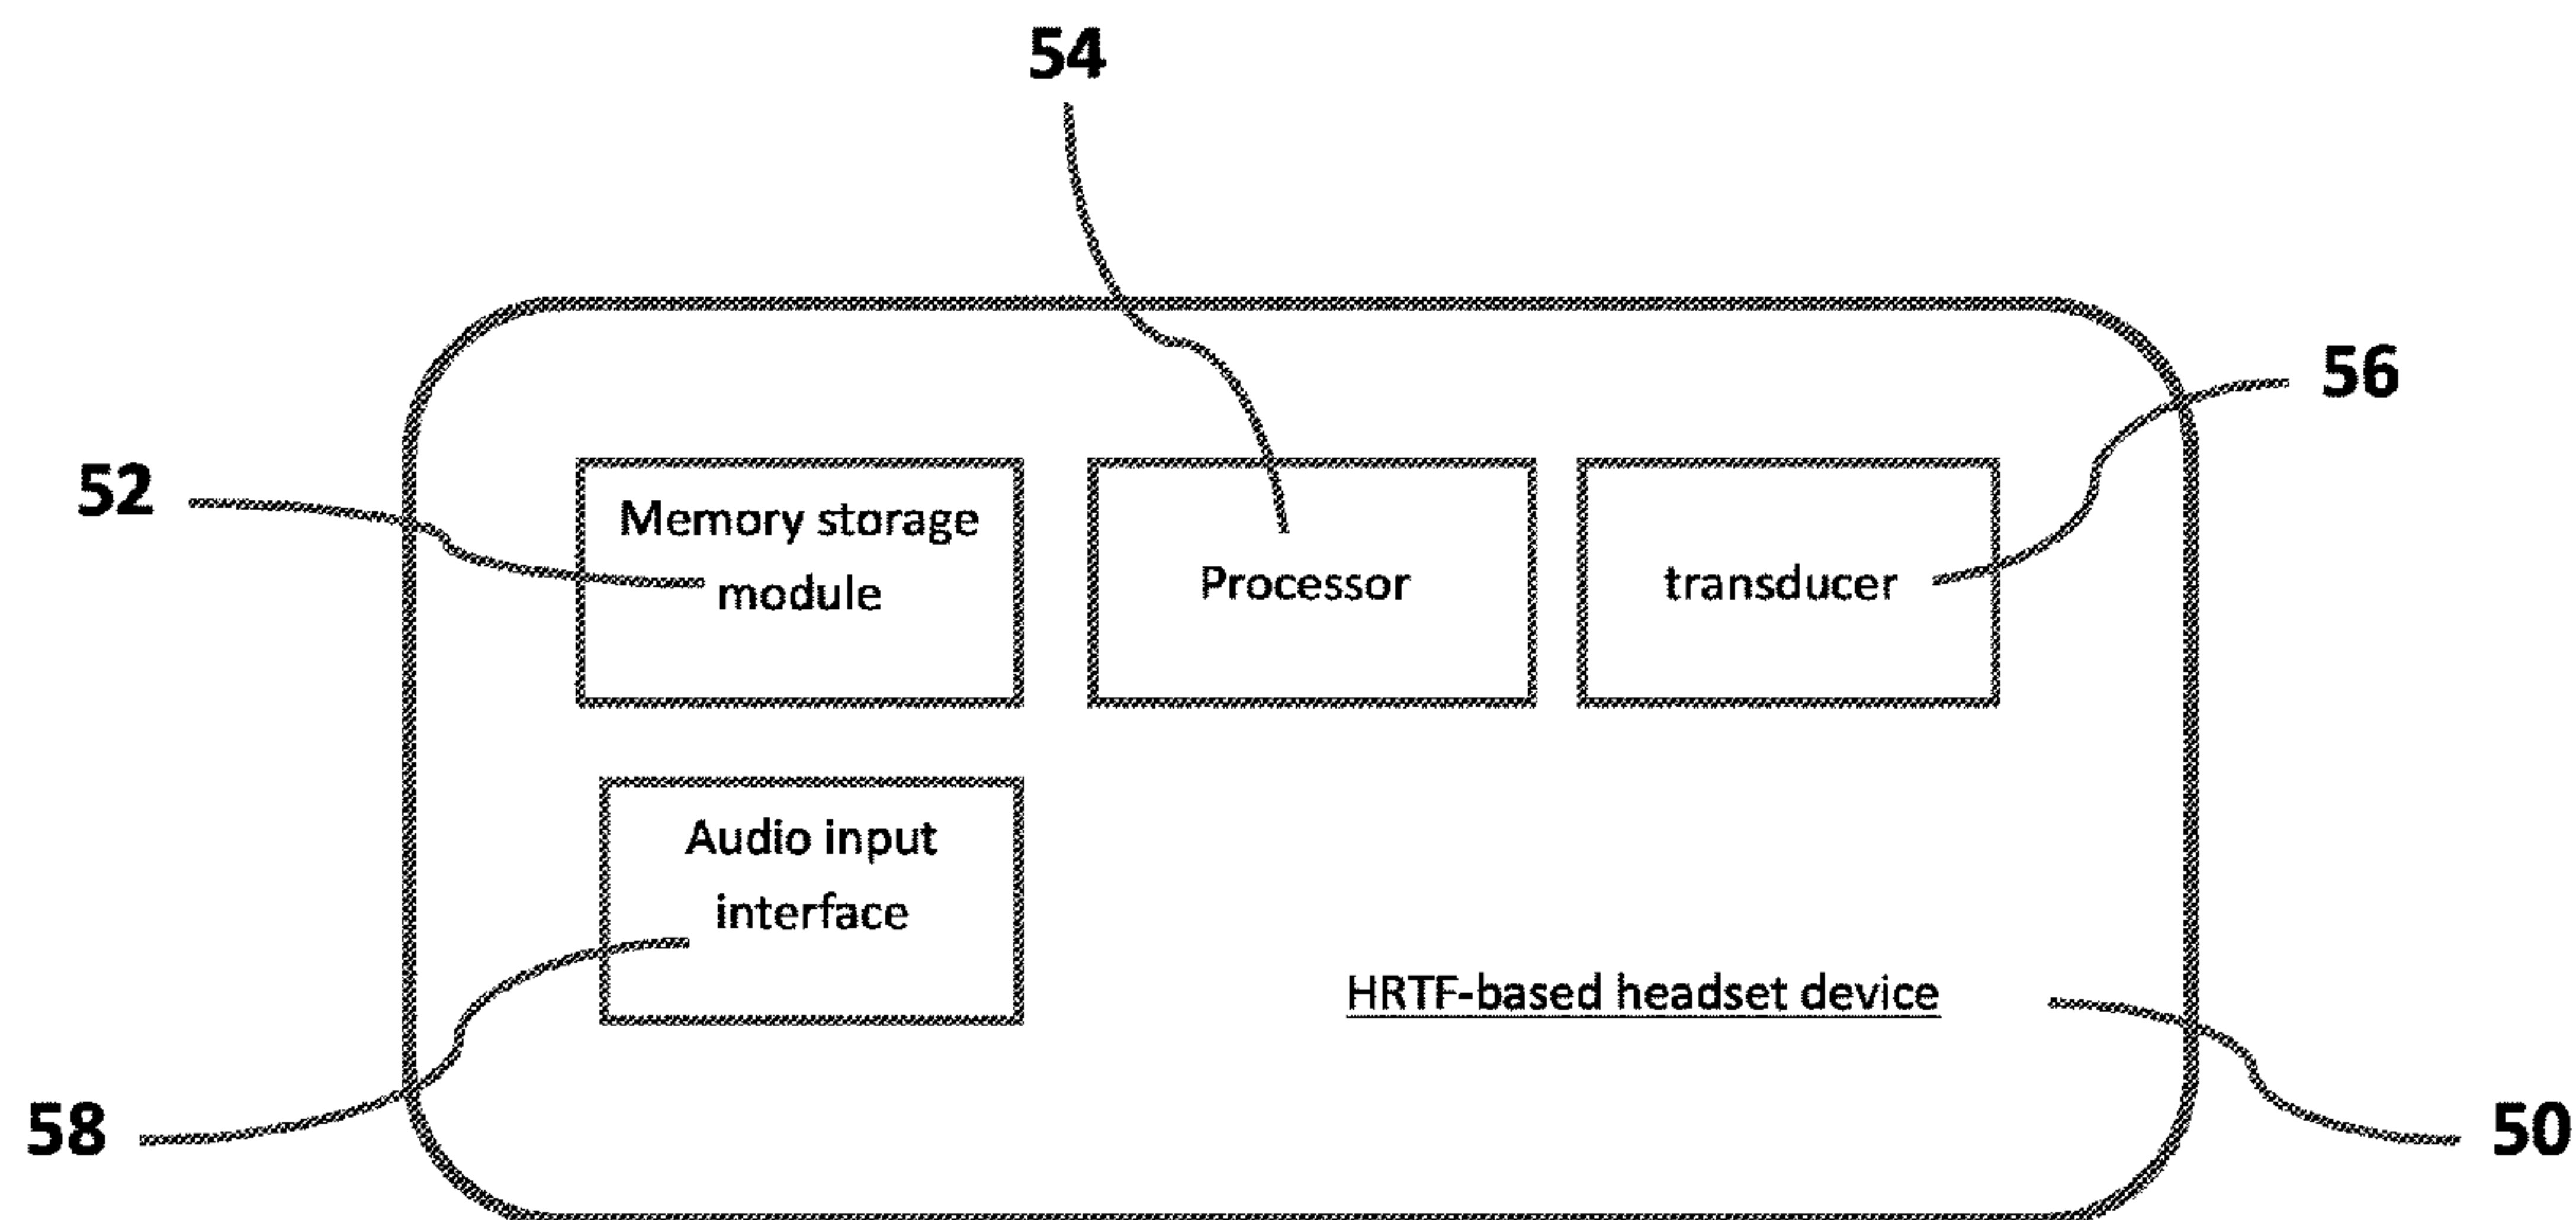 54
56
52
Memory storage
module
Processor
transducer
Audio input
interface
HRTF-based headset device
58
50